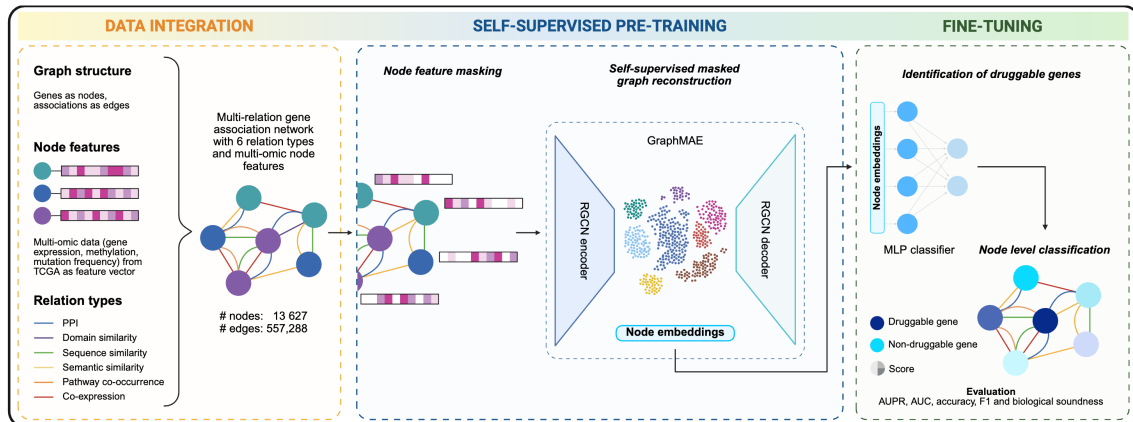 DATA INTEGRATION
SELF-SUPERVISED PRE-TRAINING
FINE-TUNING
Graph structure
Genes as nodes,
associations as edges
Node features
Multi-omic data (gene
expression, methylation,
mutation frequency) from
TCGA as feature vector
Relation types
PPI
Domain similarity
Sequence similarity
Semantic similarity
Pathway co-occurrence
Co-expression
Multi-relation gene
association network
with 6 relation types
and multi-omic node
features
# nodes: 13 627
# edges: 557,288
Node feature masking
Self-supervised masked
graph reconstruction
GraphMAE
RGCN encoder
RGCN decoder
Node embeddings
Identification of druggable genes
Node embeddings
MLP classifier
Node level classification
Druggable gene
Non-druggable gene
Score
Evaluation
AUPR, AUC, accuracy, F1 and biological soundness